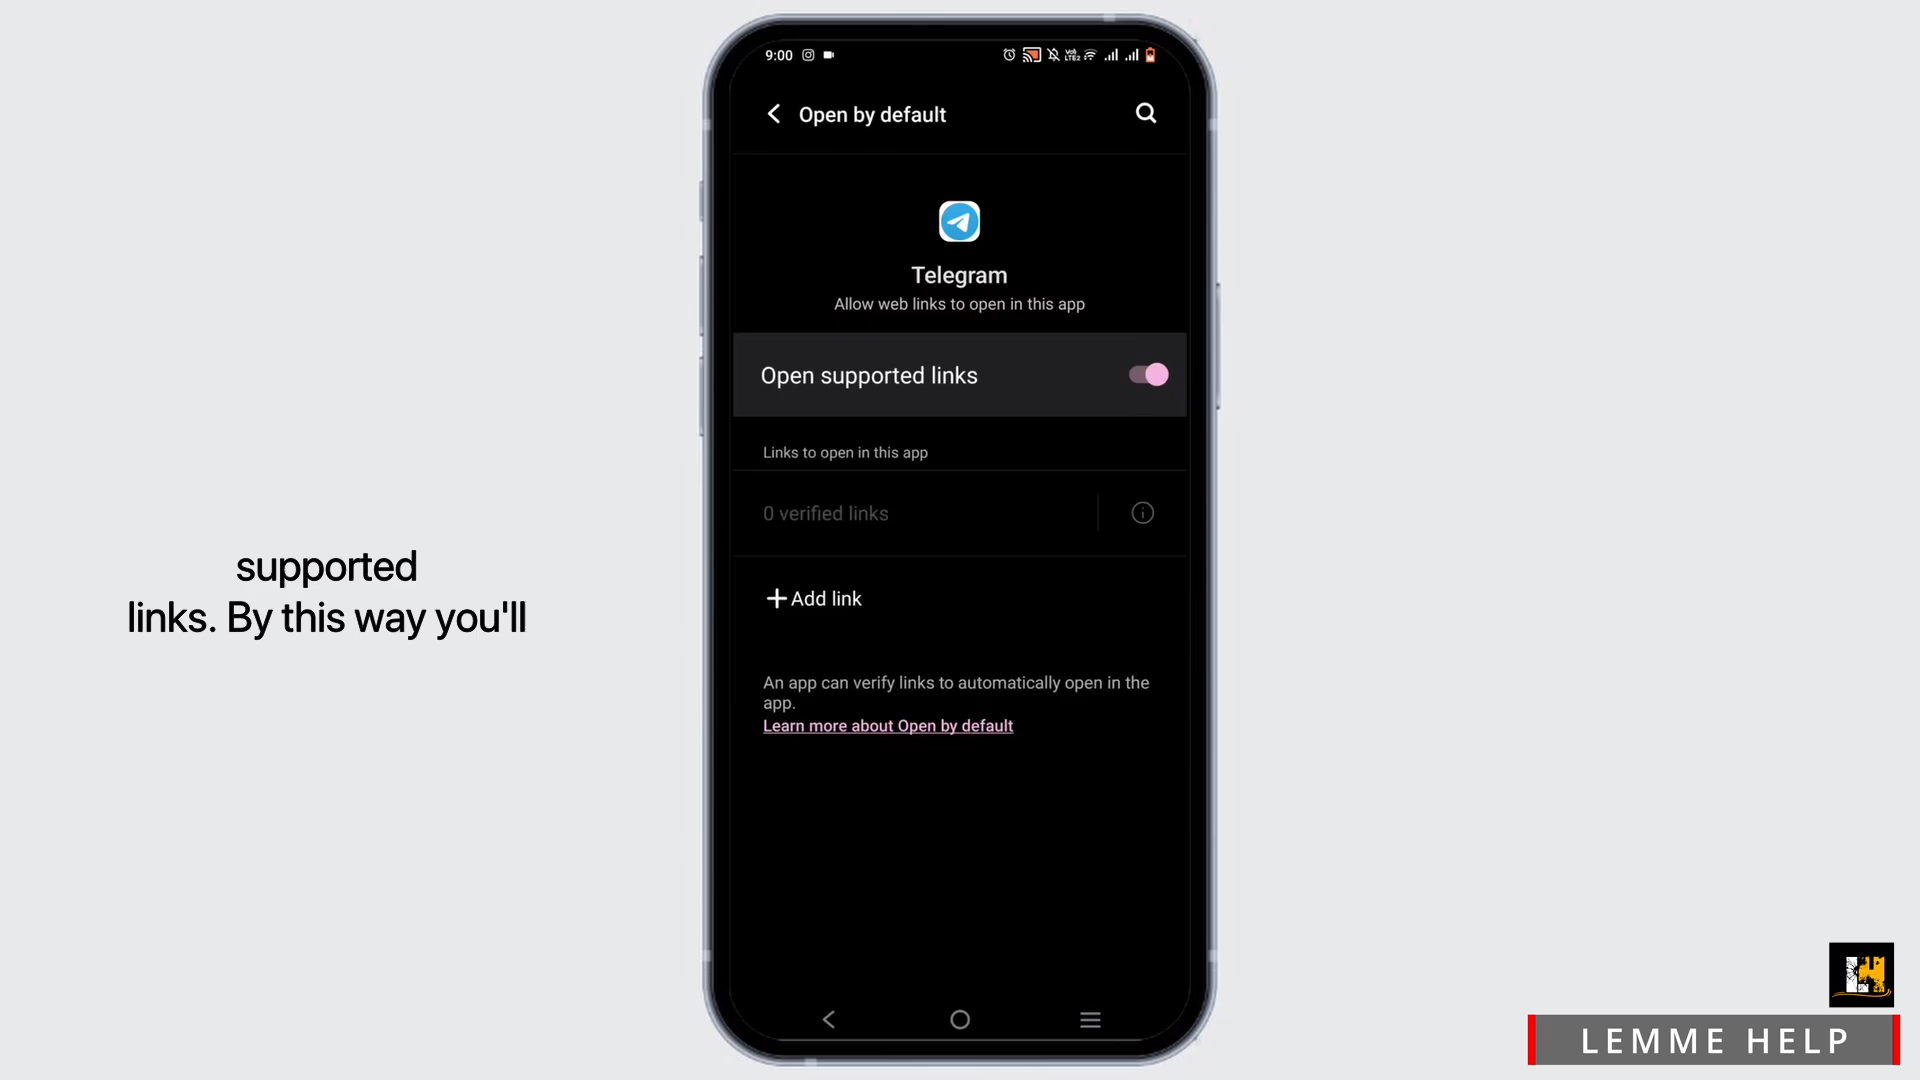 9:00
Open by default
Telegram
Allow web links to open in this app
Open supported links
Links to open in this app
0 verified links
Add link
An app can verify links to automatically open in the
app.
Learn more about Open by default
supported
links. By this way you'll
LEMME HELP